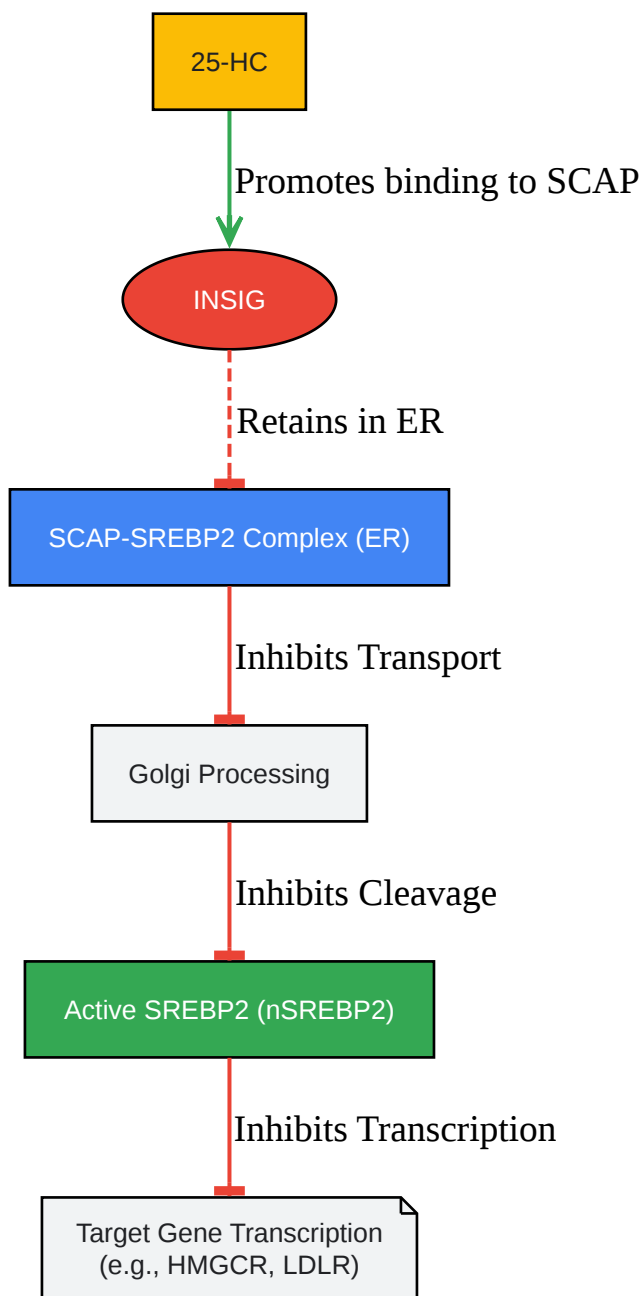 25-HC
Promotes binding to SCAP
INSIG
Retains in ER
SCAP-SREBP2 Complex (ER)
Inhibits Transport
Golgi Processing
Inhibits Cleavage
Active SREBP2 (nSREBP2)
Inhibits Transcription
Target Gene Transcription
(e.g., HMGCR, LDLR)